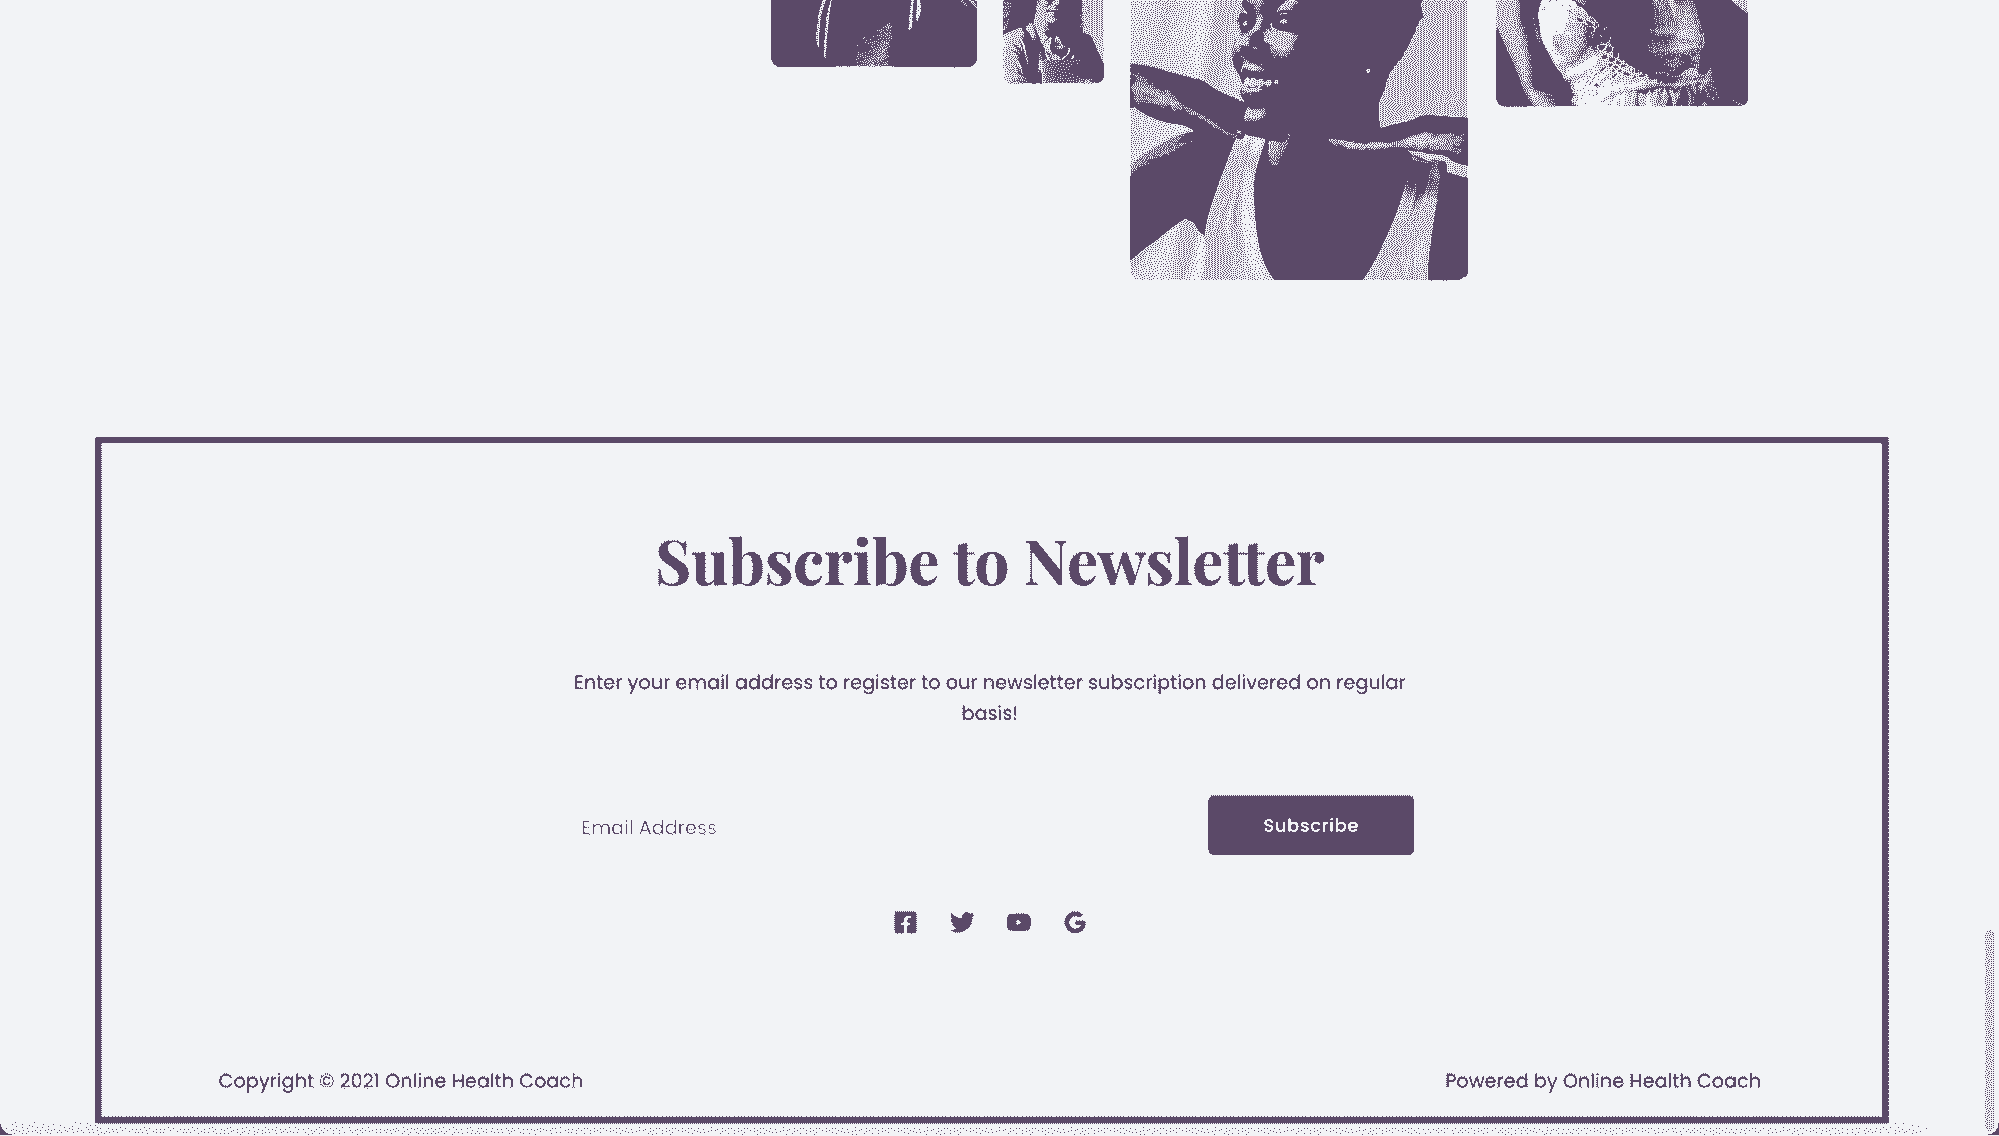 Subscribe to Newsletter
Enter your email address to register to our newsletter subscription delivered on regular
basis!
Email Address
Subscribe
Copyright © 2021 Online Health Coach
Powered by Online Health Coach